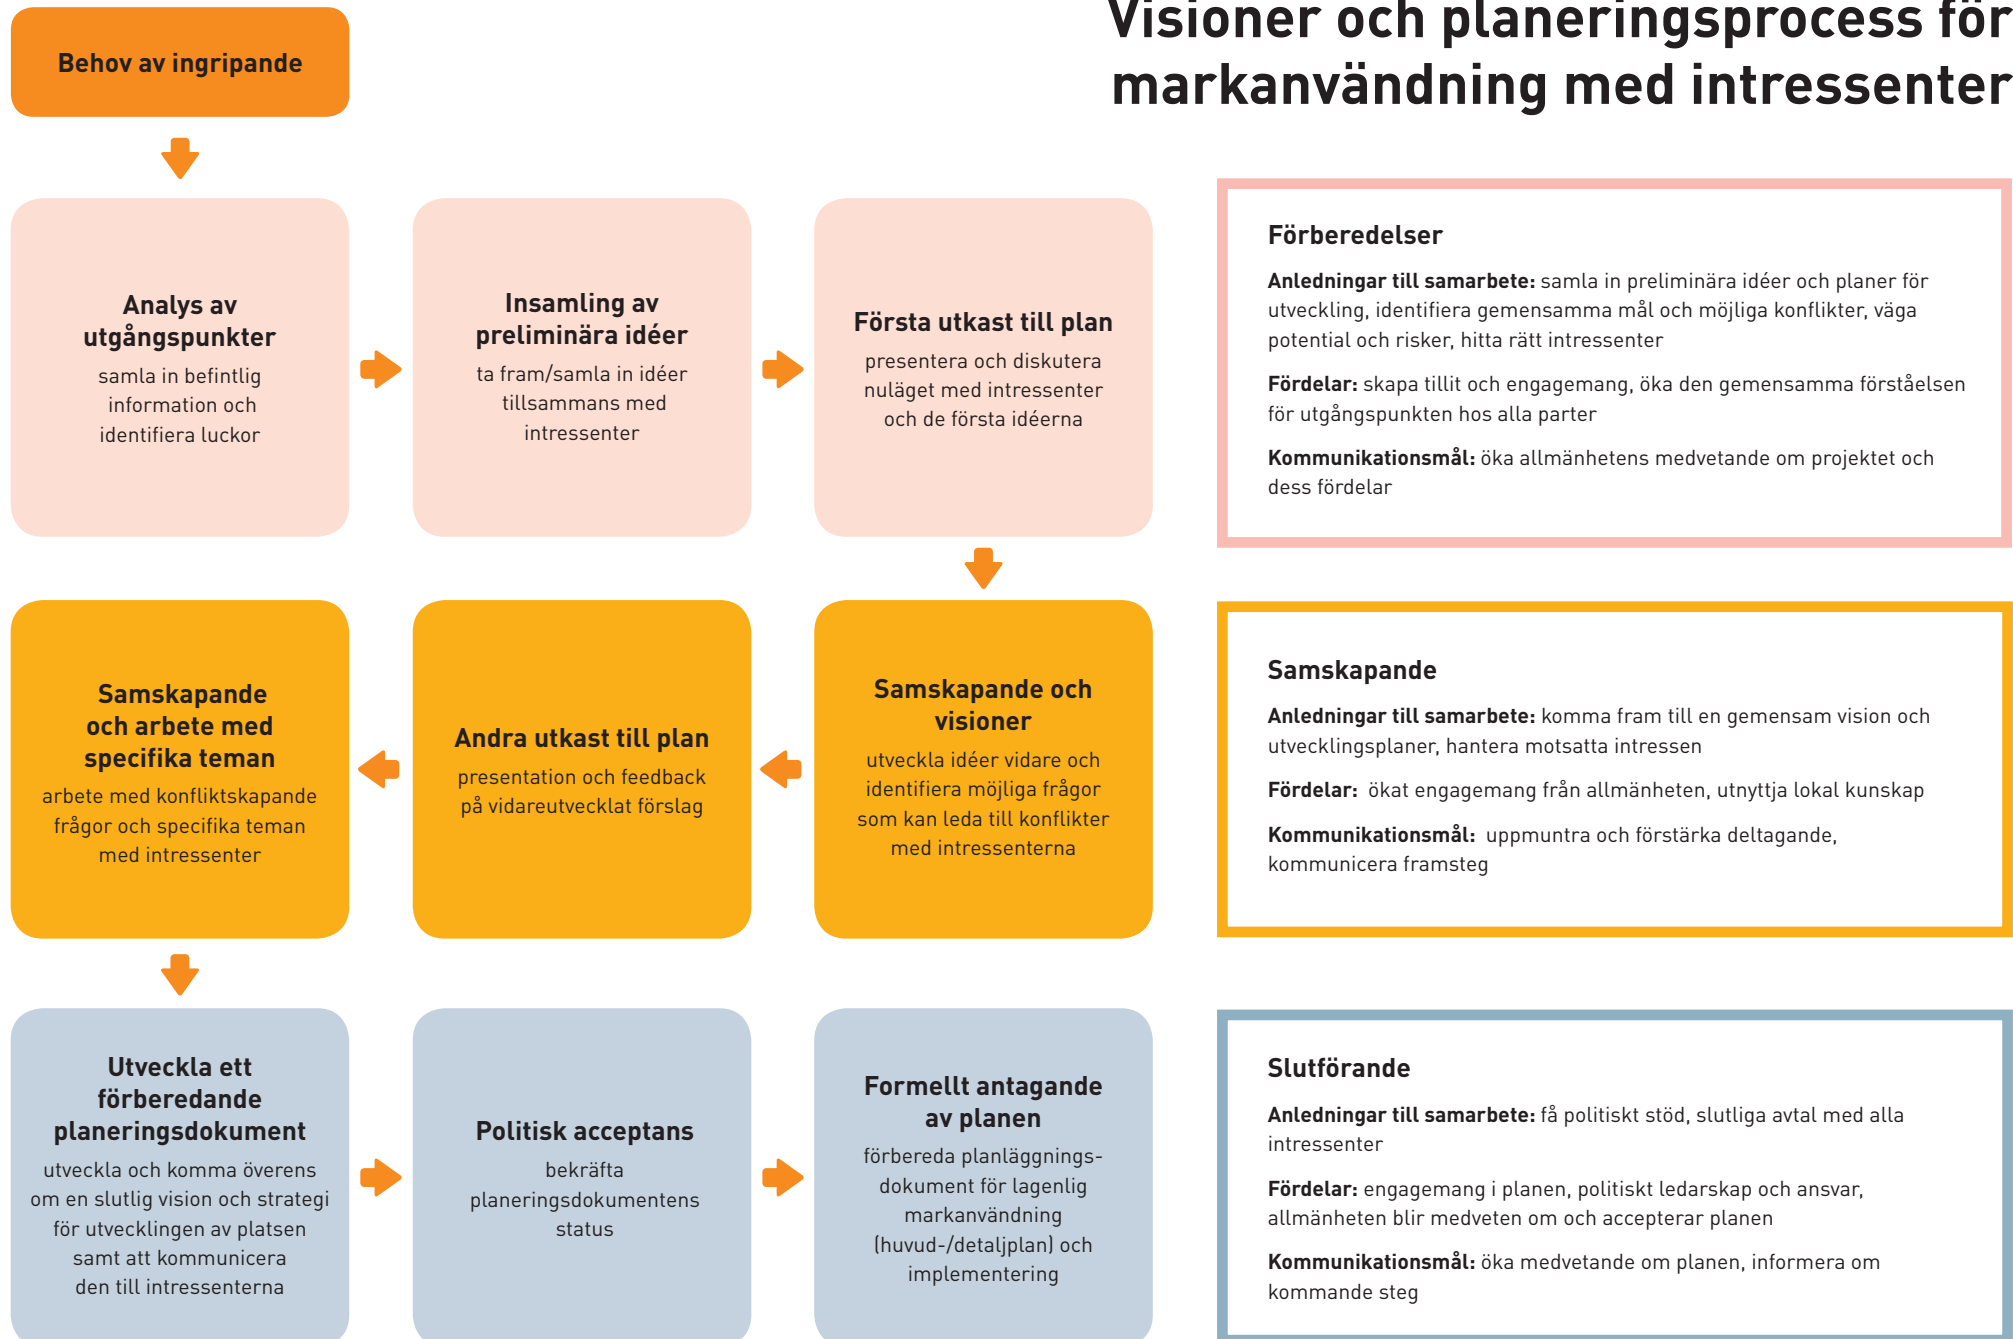 Visioner och planeringsprocess för
markanvändning med intressenter
Behov av ingripande
Analys av
utgångspunkter
samla in befintlig
information och
identifiera luckor
Insamling av
preliminära idéer
ta fram/samla in idéer
tillsammans med
intressenter
Första utkast till plan
presentera och diskutera
nuläget med intressenter
och de första idéerna
Förberedelser
Anledningar till samarbete: samla in preliminära idéer och planer för
utveckling, identifiera gemensamma mål och möjliga konflikter, väga
potential och risker, hitta rätt intressenter
Fördelar: skapa tillit och engagemang, öka den gemensamma förståelsen
för utgångspunkten hos alla parter
Kommunikationsmål: öka allmänhetens medvetande om projektet och
dess fördelar
Samskapande
och arbete med
specifika teman
arbete med konfliktskapande
frågor och specifika teman
med intressenter
Andra utkast till plan
presentation och feedback
på vidareutvecklat förslag
Samskapande och
visioner
utveckla idéer vidare och
identifiera möjliga frågor
som kan leda till konflikter
med intressenterna
Samskapande
Anledningar till samarbete: komma fram till en gemensam vision och
utvecklingsplaner, hantera motsatta intressen
Fördelar: ökat engagemang från allmänheten, utnyttja lokal kunskap
Kommunikationsmål: uppmuntra och förstärka deltagande,
kommunicera framsteg
Utveckla ett
förberedande
planeringsdokument
utveckla och komma överens
om en slutlig vision och strategi
för utvecklingen av platsen
samt att kommunicera
den till intressenterna
Politisk acceptans
bekräfta
planeringsdokumentens
status
Formellt antagande
av planen
förbereda planläggnings-
dokument för lagenlig
markanvändning
(huvud-/detaljplan) och
implementering
Slutförande
Anledningar till samarbete: få politiskt stöd, slutliga avtal med alla
intressenter
Fördelar: engagemang i planen, politiskt ledarskap och ansvar,
allmänheten blir medveten om och accepterar planen
Kommunikationsmål: öka medvetande om planen, informera om
kommande steg